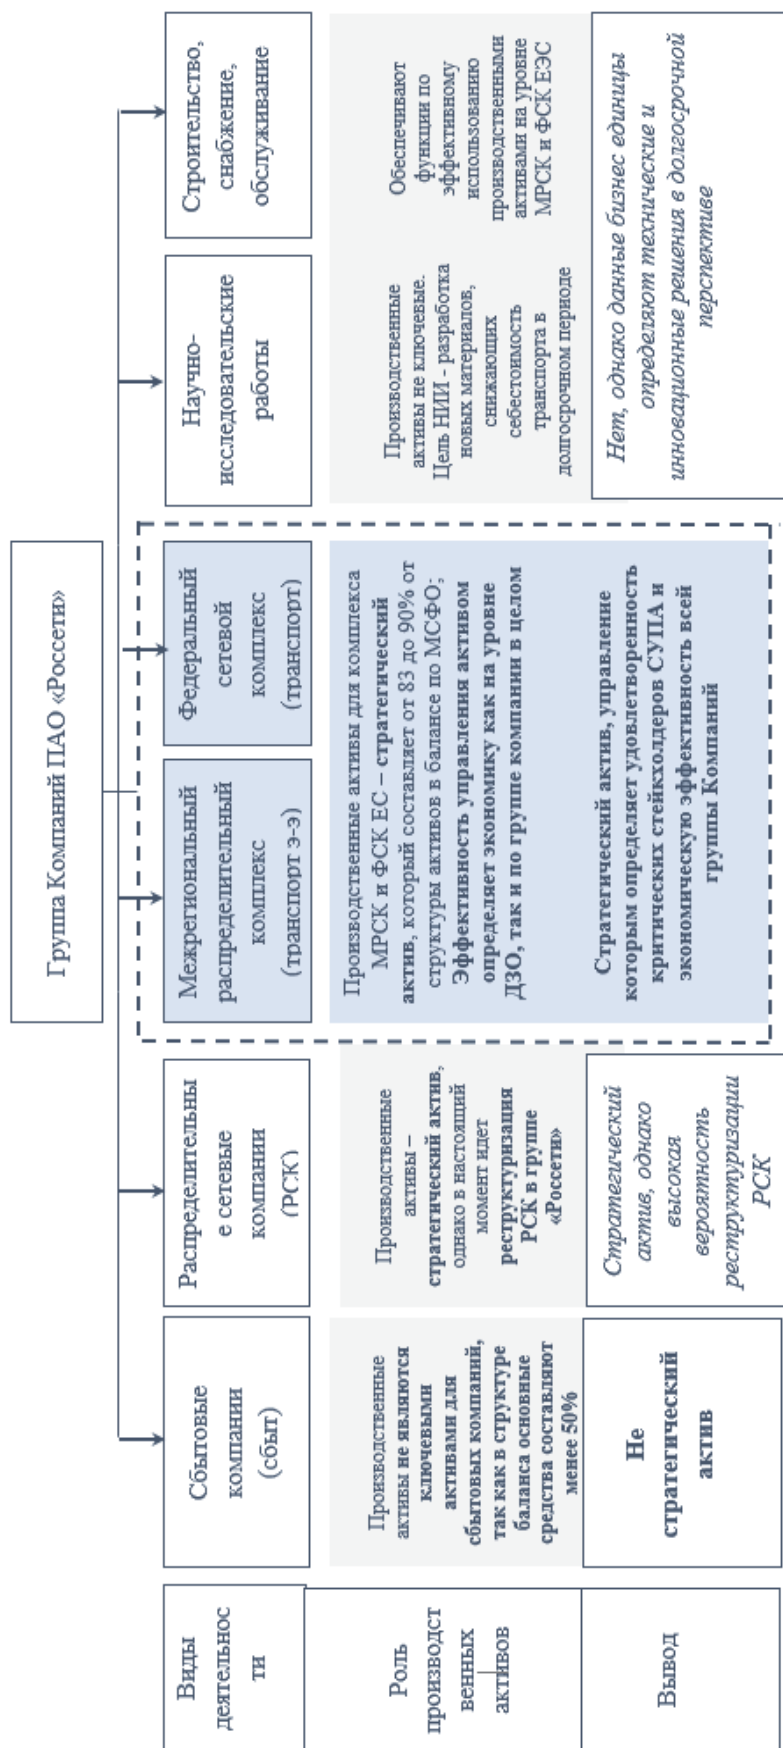 Группа Компаний ПАО «Россети»
Виды
деятельнос
ти
Сбытовые
компании
(сбыт)
Распределительны
е сетевые
компании
(РСК)
Межрегиональный
распределительный
комплекс
(транспорт э-э)
Федеральный
сетевой
комплекс
(транспорт)
Научно-
исследовательские
работы
Строительство,
снабжение,
обслуживание
Роль
производст
венных
активов
Производственные
активы не являются
ключевыми
активами для
сбытовых компаний,
так как в структуре
баланса основные
средства составляют
менее 50%
Производственные
активы –
стратегический актив,
однако в настоящий
момент идет
реструктуризация
РСК в группе
«Россети»
Производственные активы для комплекса
МРСК и ФСК ЕС – стратегический
актив, который составляет от 83 до 90% от
структуры активов в балансе по МСФО;
Эффективность управления активом
определяет экономику как на уровне
ДЗО, так и по группе компании в целом
Производственные
активы не ключевые.
Цель НИИ - разработка
новых материалов,
снижающих
себестоимость
транспорта в
долгосрочном периоде
Обеспечивают
функции по
эффективному
использованию
производственными
активами на уровне
МРСК и ФСК ЕЭС
Вывод
Не
стратегический
актив
Стратегический
актив, однако
высокая
вероятность
реструктуризации
РСК
Стратегический актив, управление
которым определяет удовлетворенность
критических стейкхолдеров СУПА и
экономическую эффективность всей
группы Компаний
Нет, однако данные бизнес единицы
определяют технические и
инновационные решения в долгосрочной
перспективе